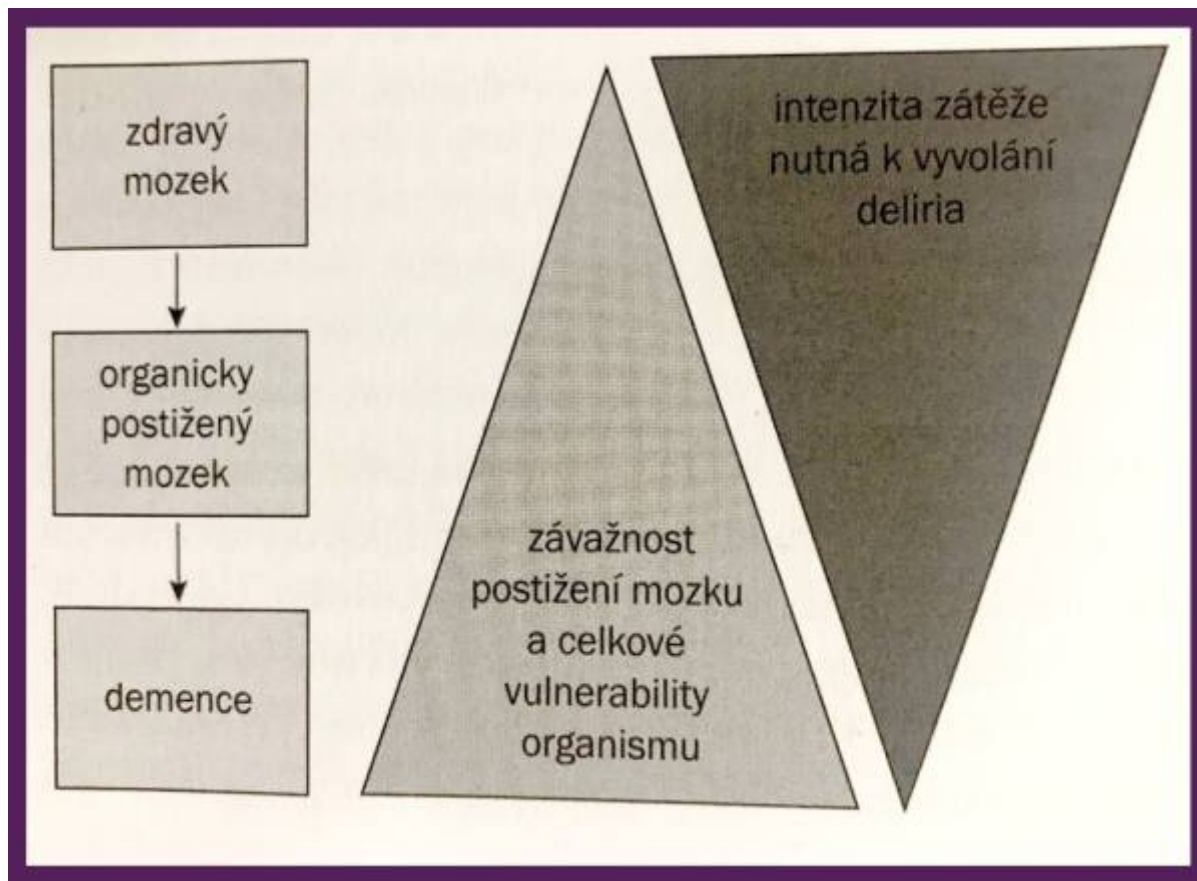 zdravý
mozek
organicky
postižený
mozek
demence
závažnost
postižení mozku
a celkové
vulnerability
organismu
intenzita zátěže
nutná k vyvolání
deliria